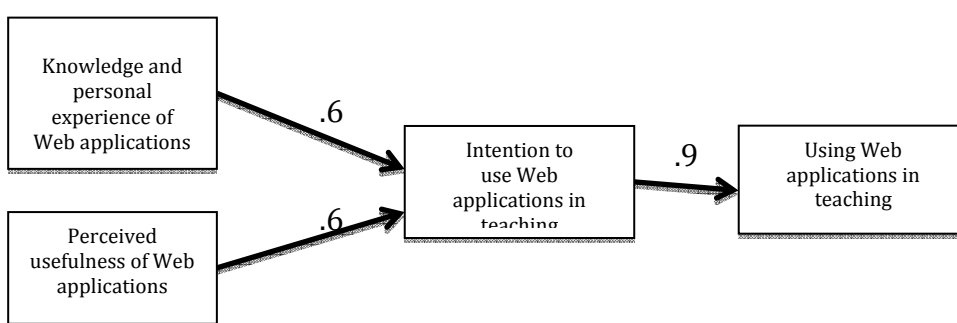 Knowledge and
personal
experience of
Web applications
.6
Intention to
use Web
applications in
teaching
.9
Using Web
applications in
teaching
.6
Perceived
usefulness of Web
applications